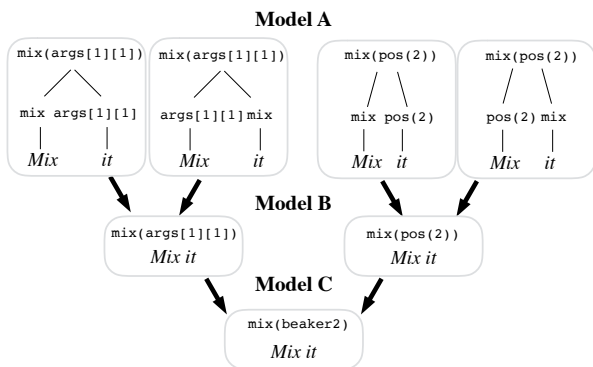 Model A
mix(args[1][1]) mix(args[1][1]) mix(pos(2)) mix(pos(2))
mix args[1][1] args[1][1] mix mix pos(2) pos(2) mix
Mix it Mix it Mix it Mix it
Model B
mix(args[1][1]) mix(pos(2))
Mix it Mix it
Model C
mix(beaker2)
Mix it